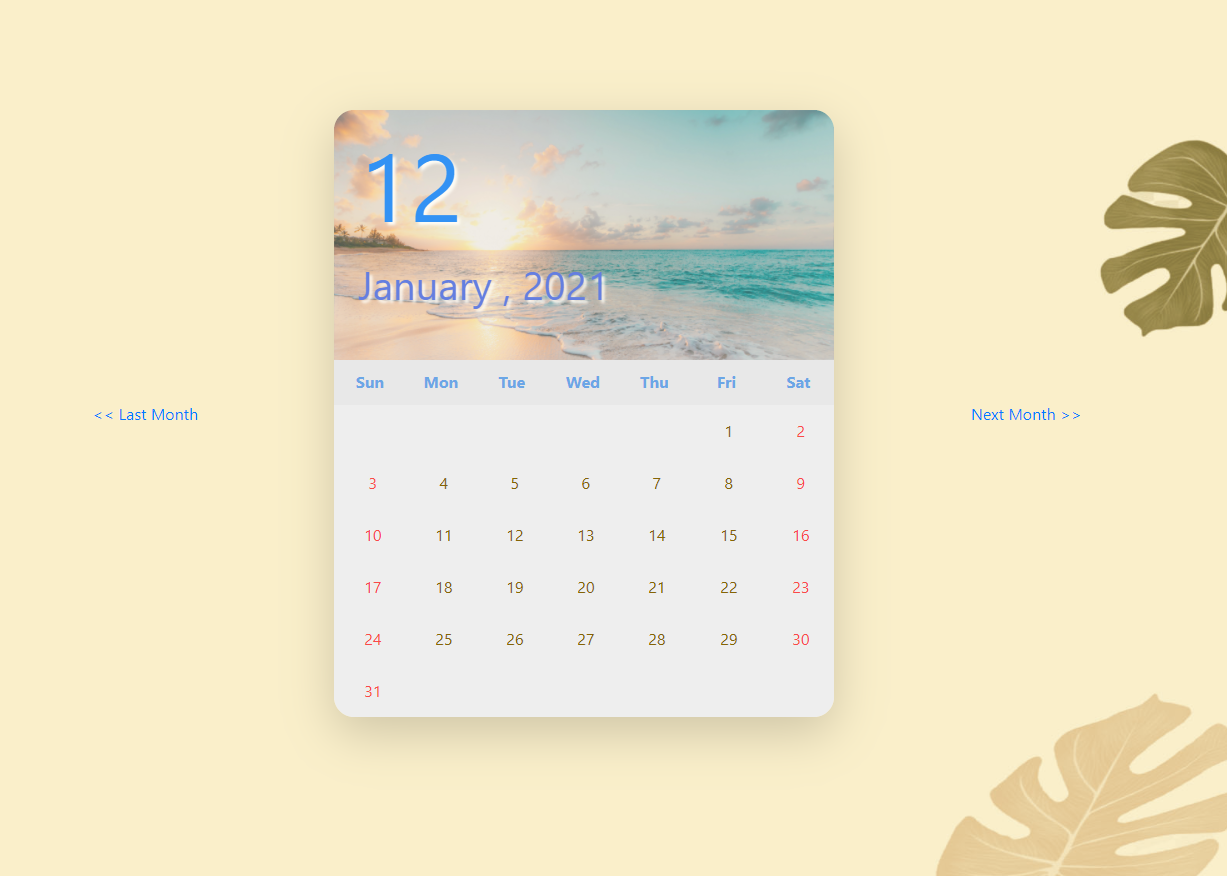 12
January , 2021
Sun Mon Tue Wed Thu Fri Sat
<< Last Month
Next Month >>
1 2
3 4 5 6 7 8 9
10 11 12 13 14 15 16
17 18 19 20 21 22 23
24 25 26 27 28 29 30
31